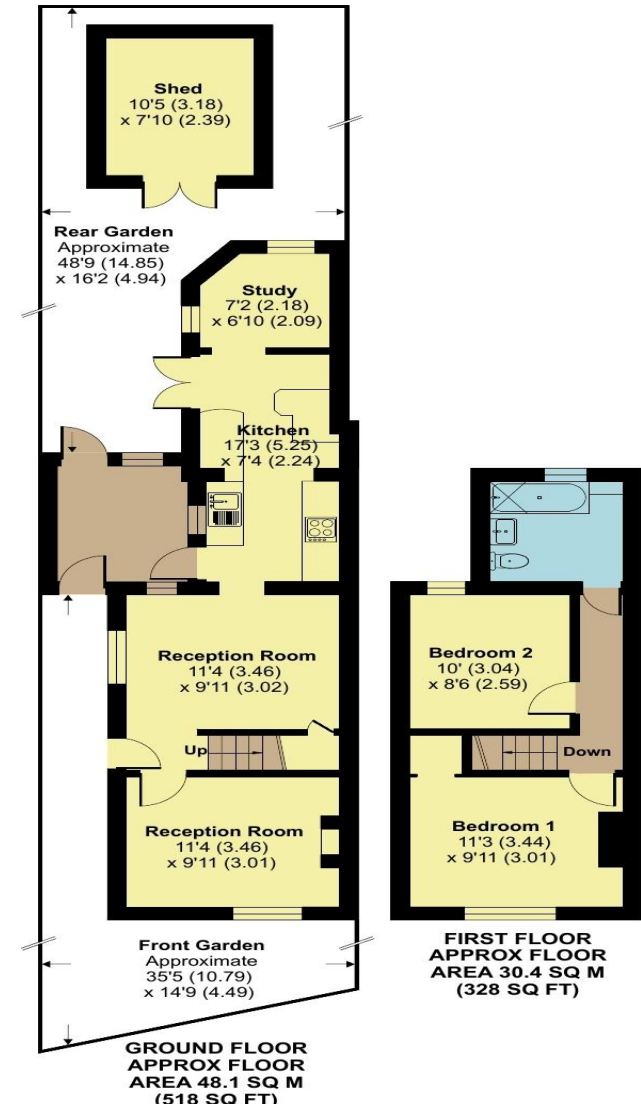 Shed
10'5 (3.18)
x 7'10 (2.39)
Rear Garden
Approximate
48'9 (14.85)
x 16'2 (4.94)
Study
7'2 (2.18)
x 6'10 (2.09)
Kitchen
17'3 (5.25)
x 7'4 (2.24)
Reception Room
11'4 (3.46)
x 9'11 (3.02)
Up
Reception Room
11'4 (3.46)
x 9'11 (3.01)
Front Garden
Approximate
35'5 (10.79)
x 14'9 (4.49)
GROUND FLOOR
APPROX FLOOR
AREA 48.1 SQ M
(518 SQ FT)
Bedroom 2
10' (3.04)
x 8'6 (2.59)
Down
Bedroom 1
11'3 (3.44)
x 9'11 (3.01)
FIRST FLOOR
APPROX FLOOR
AREA 30.4 SQ M
(328 SQ FT)